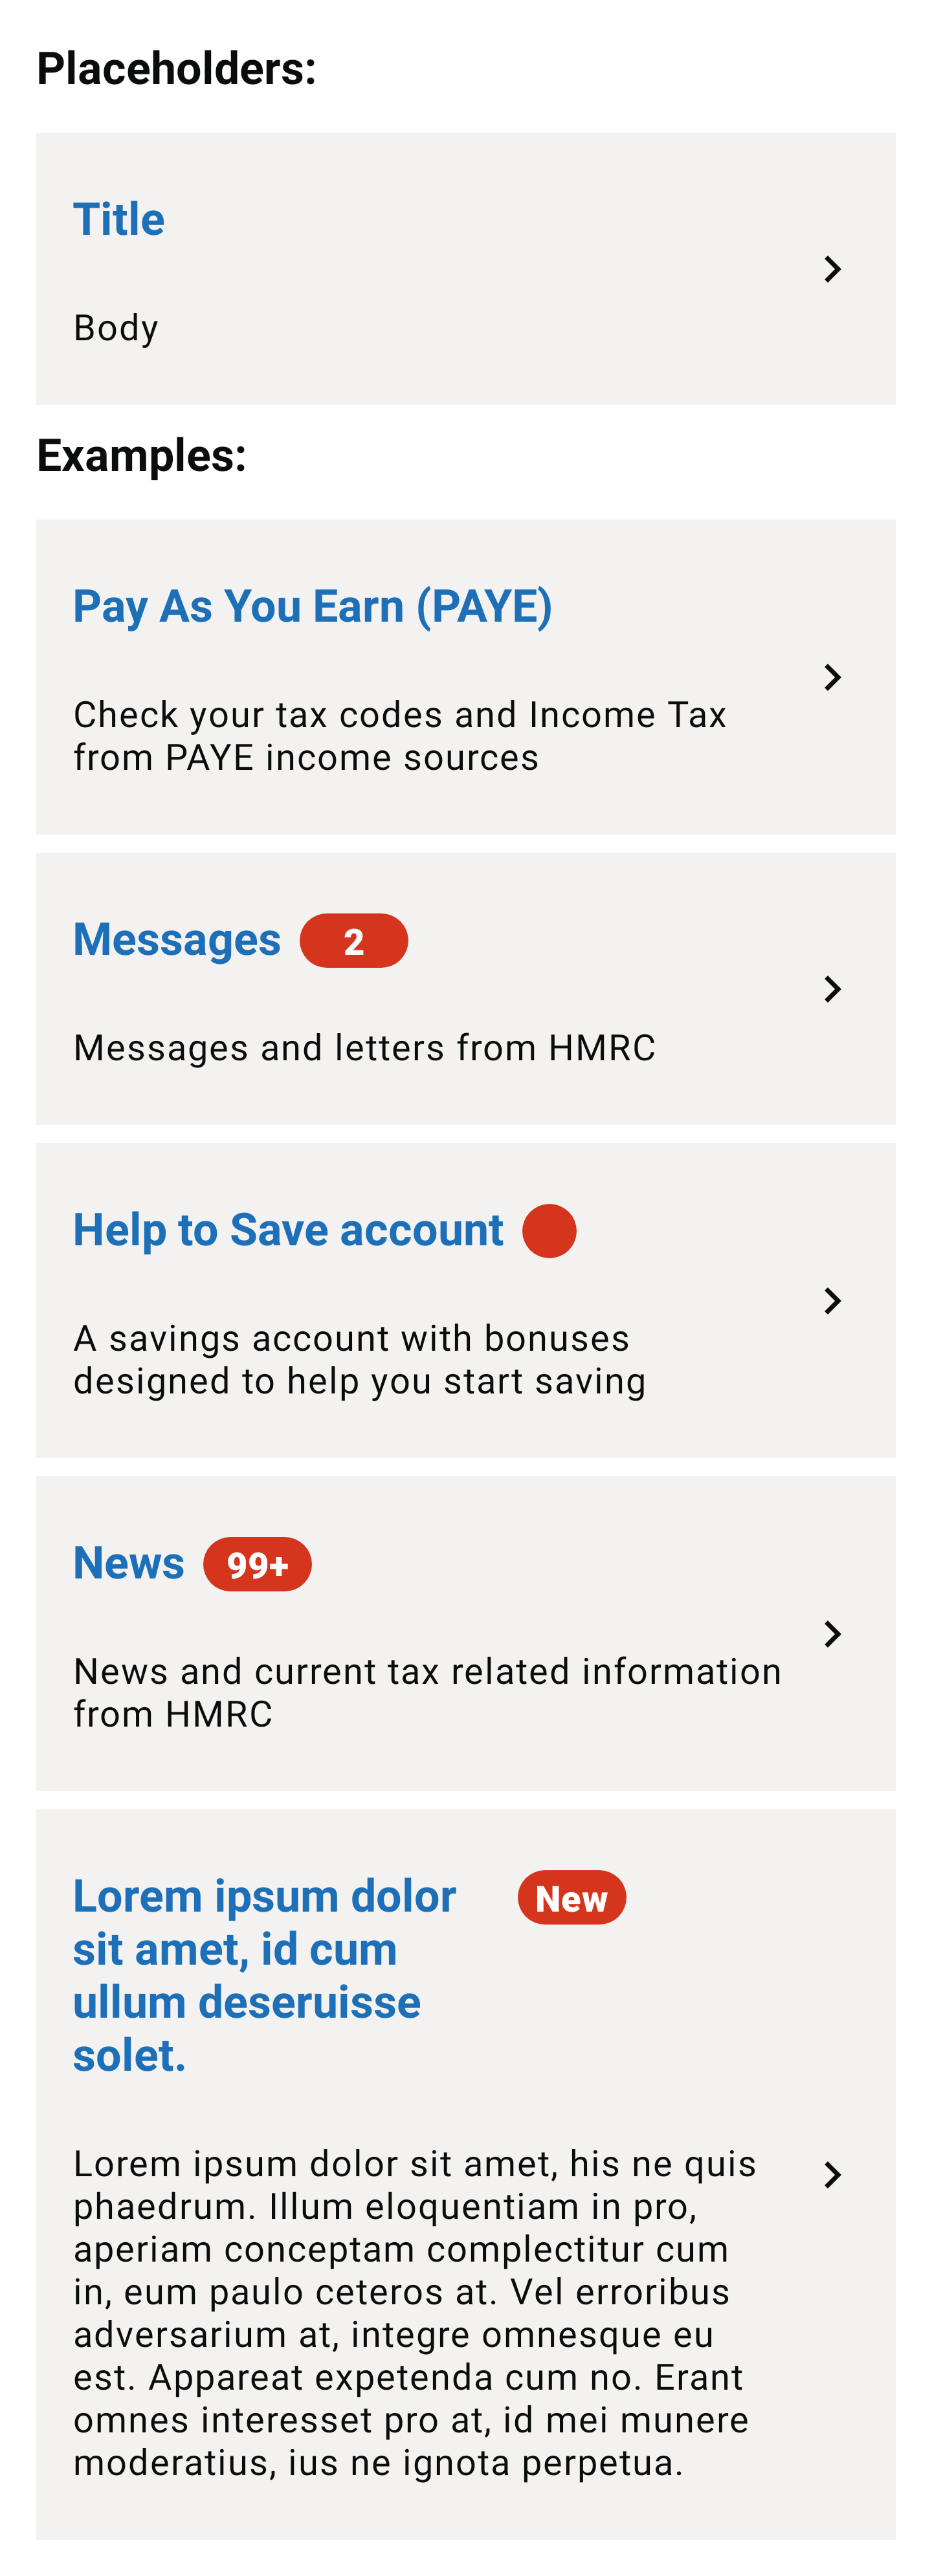 Placeholders:
Title
Body
Examples:
Pay As You Earn (PAYE)
Check your tax codes and Income Tax
from PAYE income sources
Messages 2
Messages and letters from HMRC
Help to Save account
A savings account with bonuses
designed to help you start saving
News 99+
News and current tax related information
from HMRC
Lorem ipsum dolor New
sit amet, id cum
ullum deseruisse
solet.
Lorem ipsum dolor sit amet, his ne quis
phaedrum. Illum eloquentiam in pro,
aperiam conceptam complectitur cum
in, eum paulo ceteros at. Vel erroribus
adversarium at, integre omnesque eu
est. Appareat expetenda cum no. Erant
omnes interesset pro at, id mei munere
moderatius, ius ne ignota perpetua.